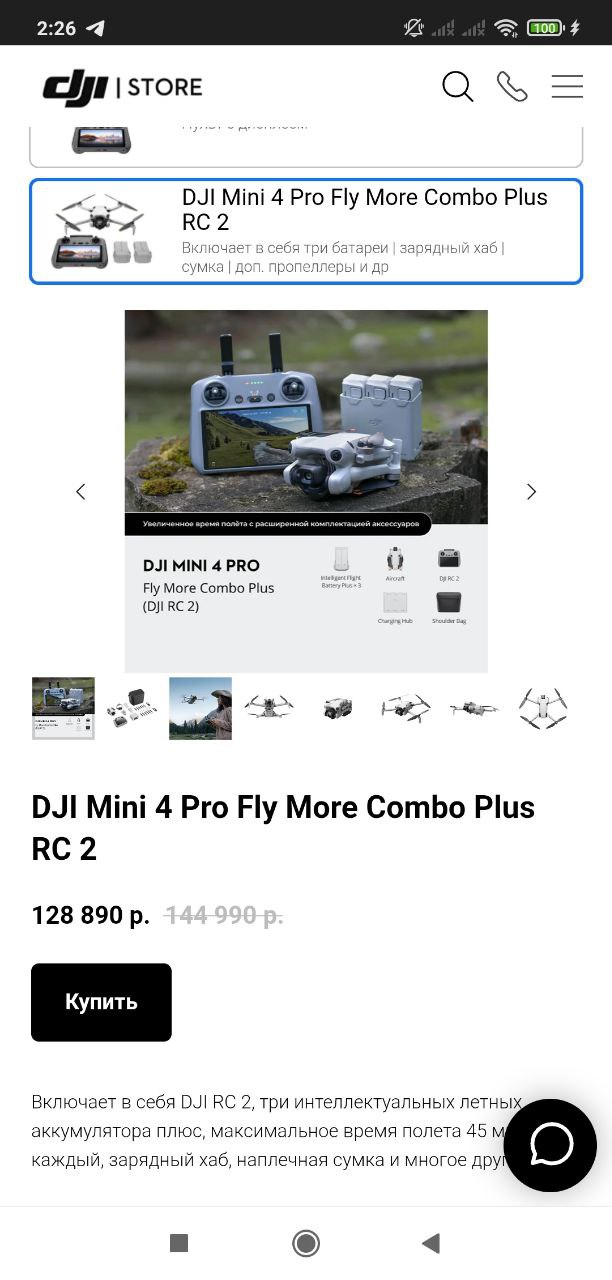 2:26
100
dji | STORE
Пульт с дисплеем
DJI Mini 4 Pro Fly More Combo Plus
RC 2
Включает в себя три батареи | зарядный хаб |
сумка | доп. пропеллеры и др
Увеличенное время полёта с расширенной комплектацией аксессуаров
DJI MINI 4 PRO
Fly More Combo Plus
(DJI RC 2)
Intelligent Flight
Battery Plus × 3
Aircraft
DJI RC 2
Charging Hub
Shoulder Bag
DJI Mini 4 Pro Fly More Combo Plus
RC 2
128 890 р. 144 990 р.
Купить
Включает в себя DJI RC 2, три интеллектуальных летных
аккумулятора плюс, максимальное время полета 45 м
каждый, зарядный хаб, наплечная сумка и многое друг